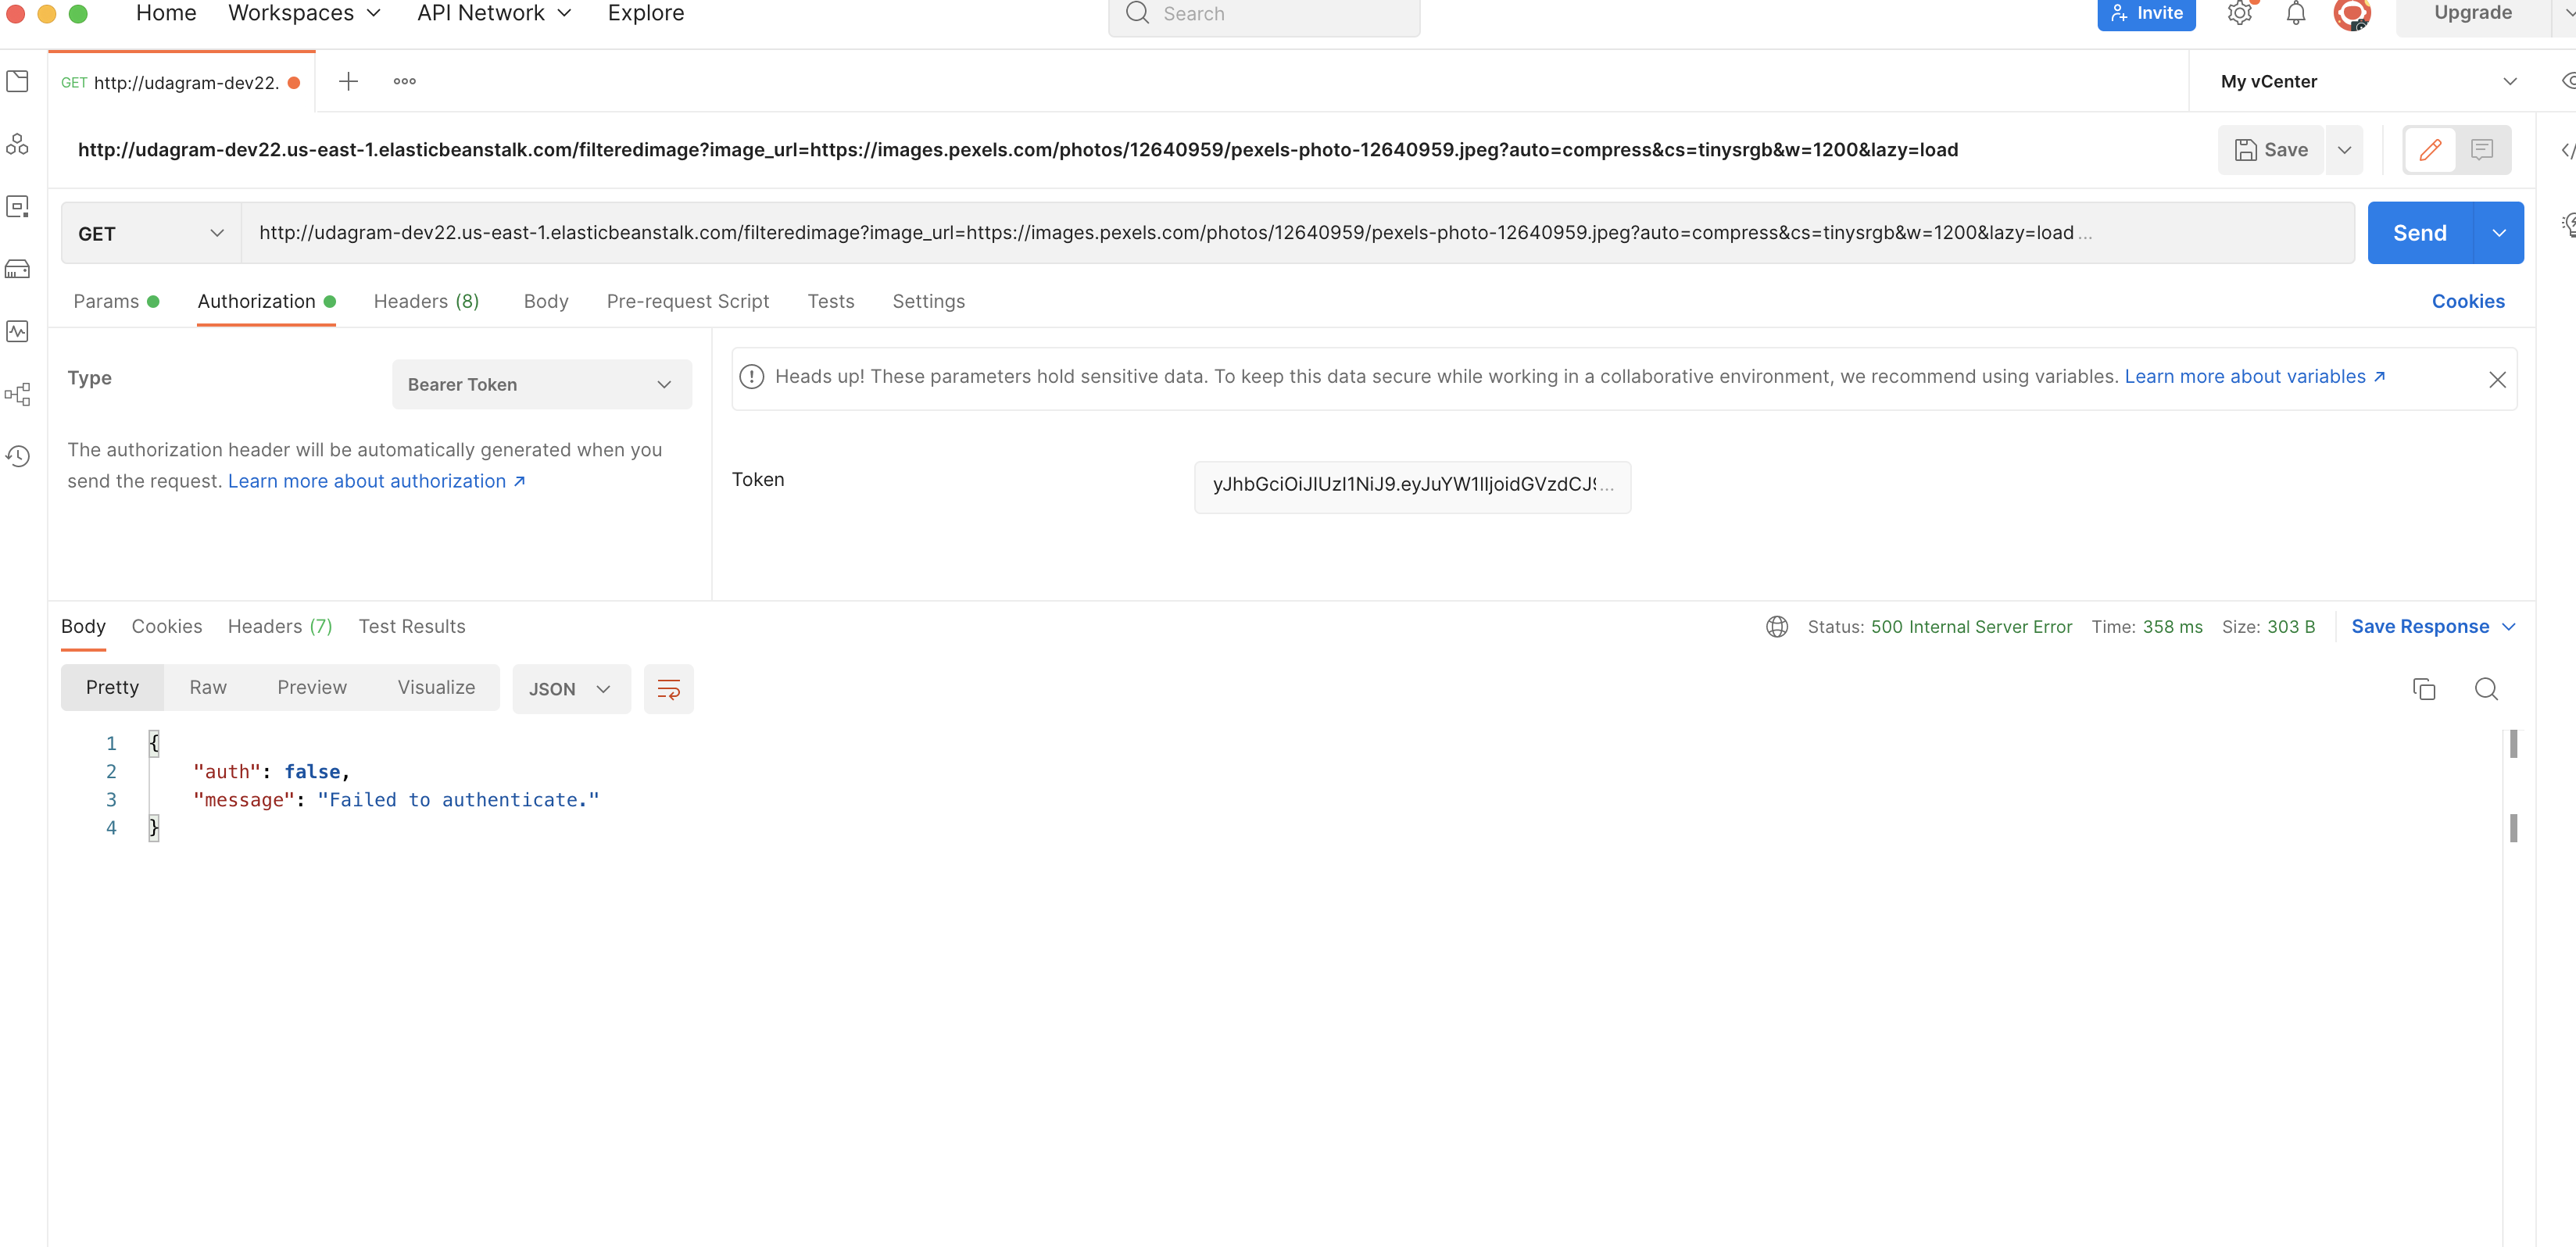 Home Workspaces API Network Explore Search Invite Upgrade
GET http://udagram-dev22. My vCenter
http://udagram-dev22.us-east-1.elasticbeanstalk.com/filteredimage?image_url=https://images.pexels.com/photos/12640959/pexels-photo-12640959.jpeg?auto=compress&cs=tinysrgb&w=1200&lazy=load Save
GET http://udagram-dev22.us-east-1.elasticbeanstalk.com/filteredimage?image_url=https://images.pexels.com/photos/12640959/pexels-photo-12640959.jpeg?auto=compress&cs=tinysrgb&w=1200&lazy=load ... Send
Params Authorization Headers (8) Body Pre-request Script Tests Settings Cookies
Type Bearer Token
The authorization header will be automatically generated when you
send the request. Learn more about authorization ↗
Heads up! These parameters hold sensitive data. To keep this data secure while working in a collaborative environment, we recommend using variables. Learn more about variables ↗
Token yJhbGciOiJIUzI1NiJ9.eyJuYW1lIjoidGVzdCJ9...
Body Cookies Headers (7) Test Results Status: 500 Internal Server Error Time: 358 ms Size: 303 B Save Response
Pretty Raw Preview Visualize JSON
1 {
2 "auth": false,
3 "message": "Failed to authenticate."
4 }